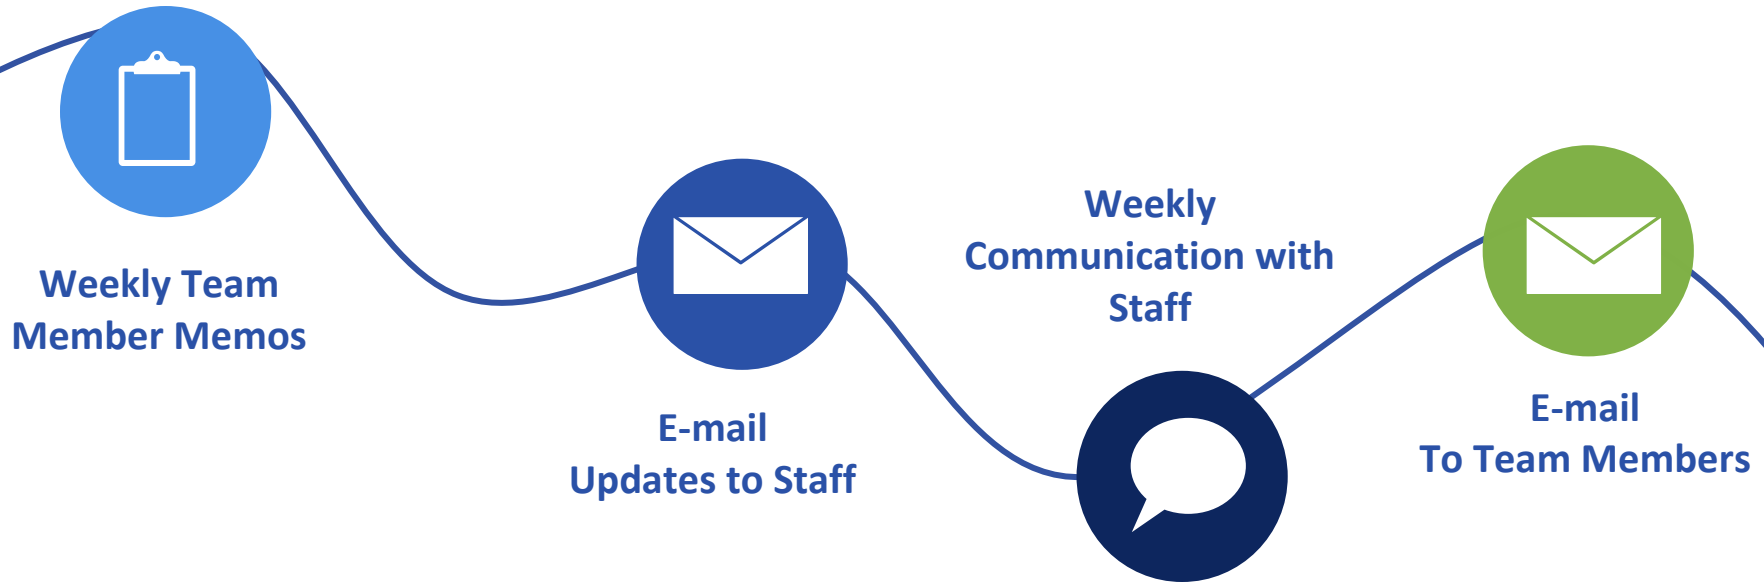 Weekly Team
Member Memos
E-mail
Updates to Staff
Weekly
Communication with
Staff
E-mail
To Team Members